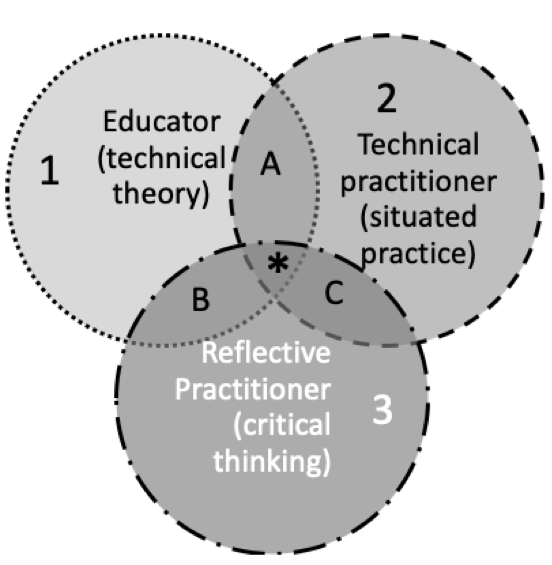 1
Educator
(technical
theory)
A
2
Technical
practitioner
(situated
practice)
B
*
C
Reflective
Practitioner
(critical
thinking)
3